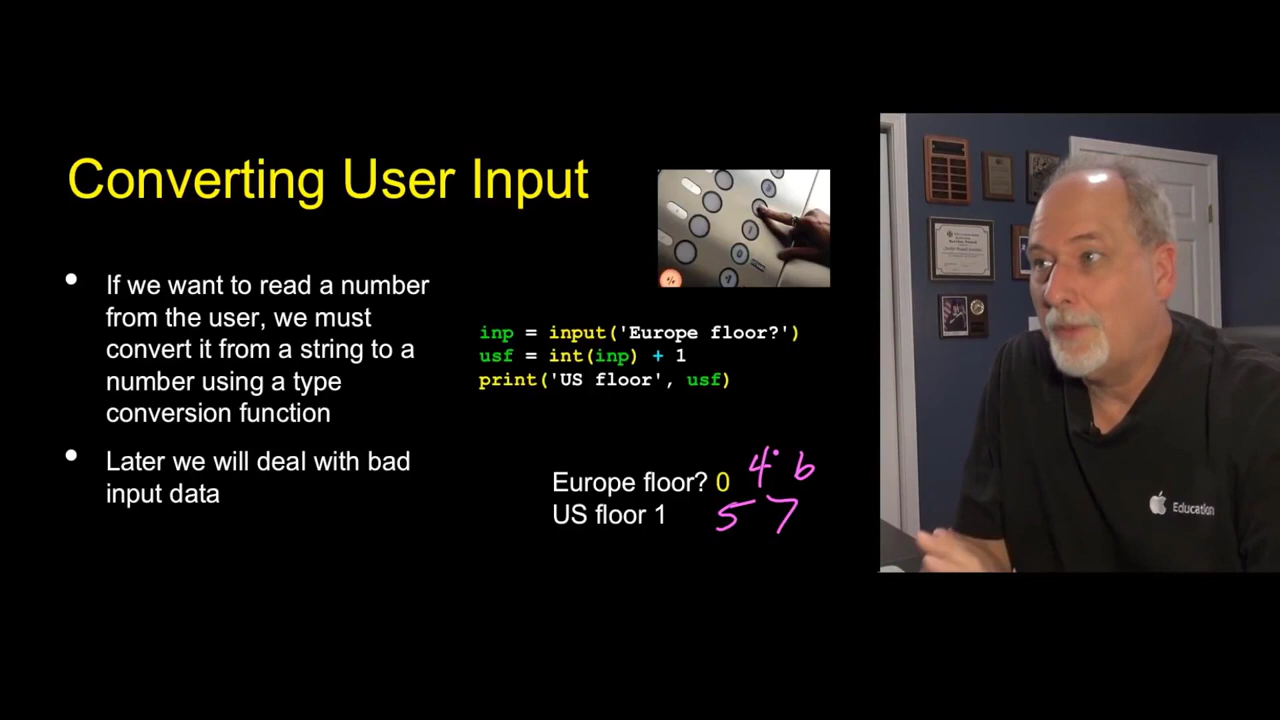 Converting User Input
• If we want to read a number
from the user, we must
convert it from a string to a
number using a type
conversion function
• Later we will deal with bad
input data
inp = input('Europe floor?')
usf = int(inp) + 1
print('US floor', usf)
Europe floor? 0 4 6
US floor 1 5 7
Education